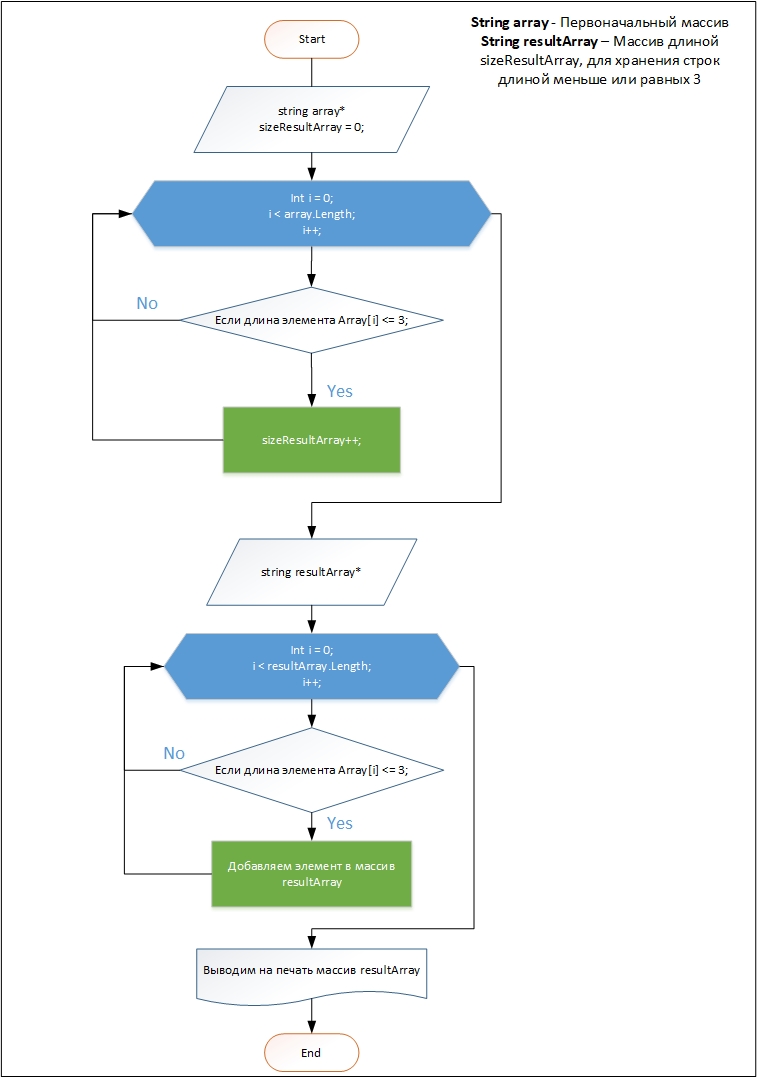 Start
String array - Первоначальный массив
String resultArray – Массив длиной
sizeResultArray, для хранения строк
длиной меньше или равных 3
string array*
sizeResultArray = 0;
Int i = 0;
i < array.Length;
i++;
No
Если длина элемента Array[i] <= 3;
Yes
sizeResultArray++;
string resultArray*
Int i = 0;
i < resultArray.Length;
i++;
No
Если длина элемента Array[i] <= 3;
Yes
Добавляем элемент в массив
resultArray
Выводим на печать массив resultArray
End